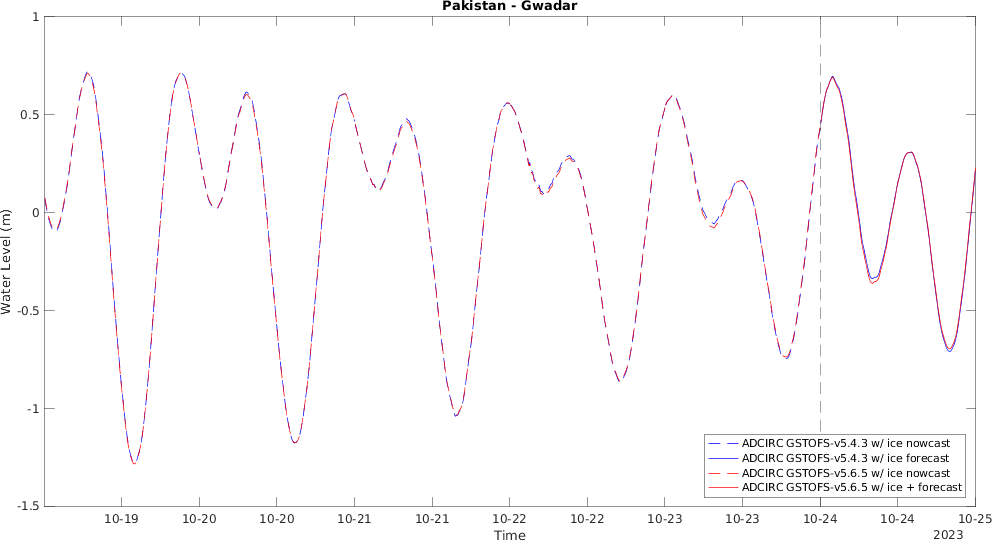 Pakistan - Gwadar
1
0.5
0
-0.5
-1
-1.5
Water Level (m)
10-19
10-20
10-20
10-21
10-21
10-22
10-22
10-23
10-23
10-24
10-24
10-25
Time
2023
ADCIRC GSTOFS-v5.4.3 w/ ice nowcast
ADCIRC GSTOFS-v5.4.3 w/ ice forecast
ADCIRC GSTOFS-v5.6.5 w/ ice nowcast
ADCIRC GSTOFS-v5.6.5 w/ ice + forecast